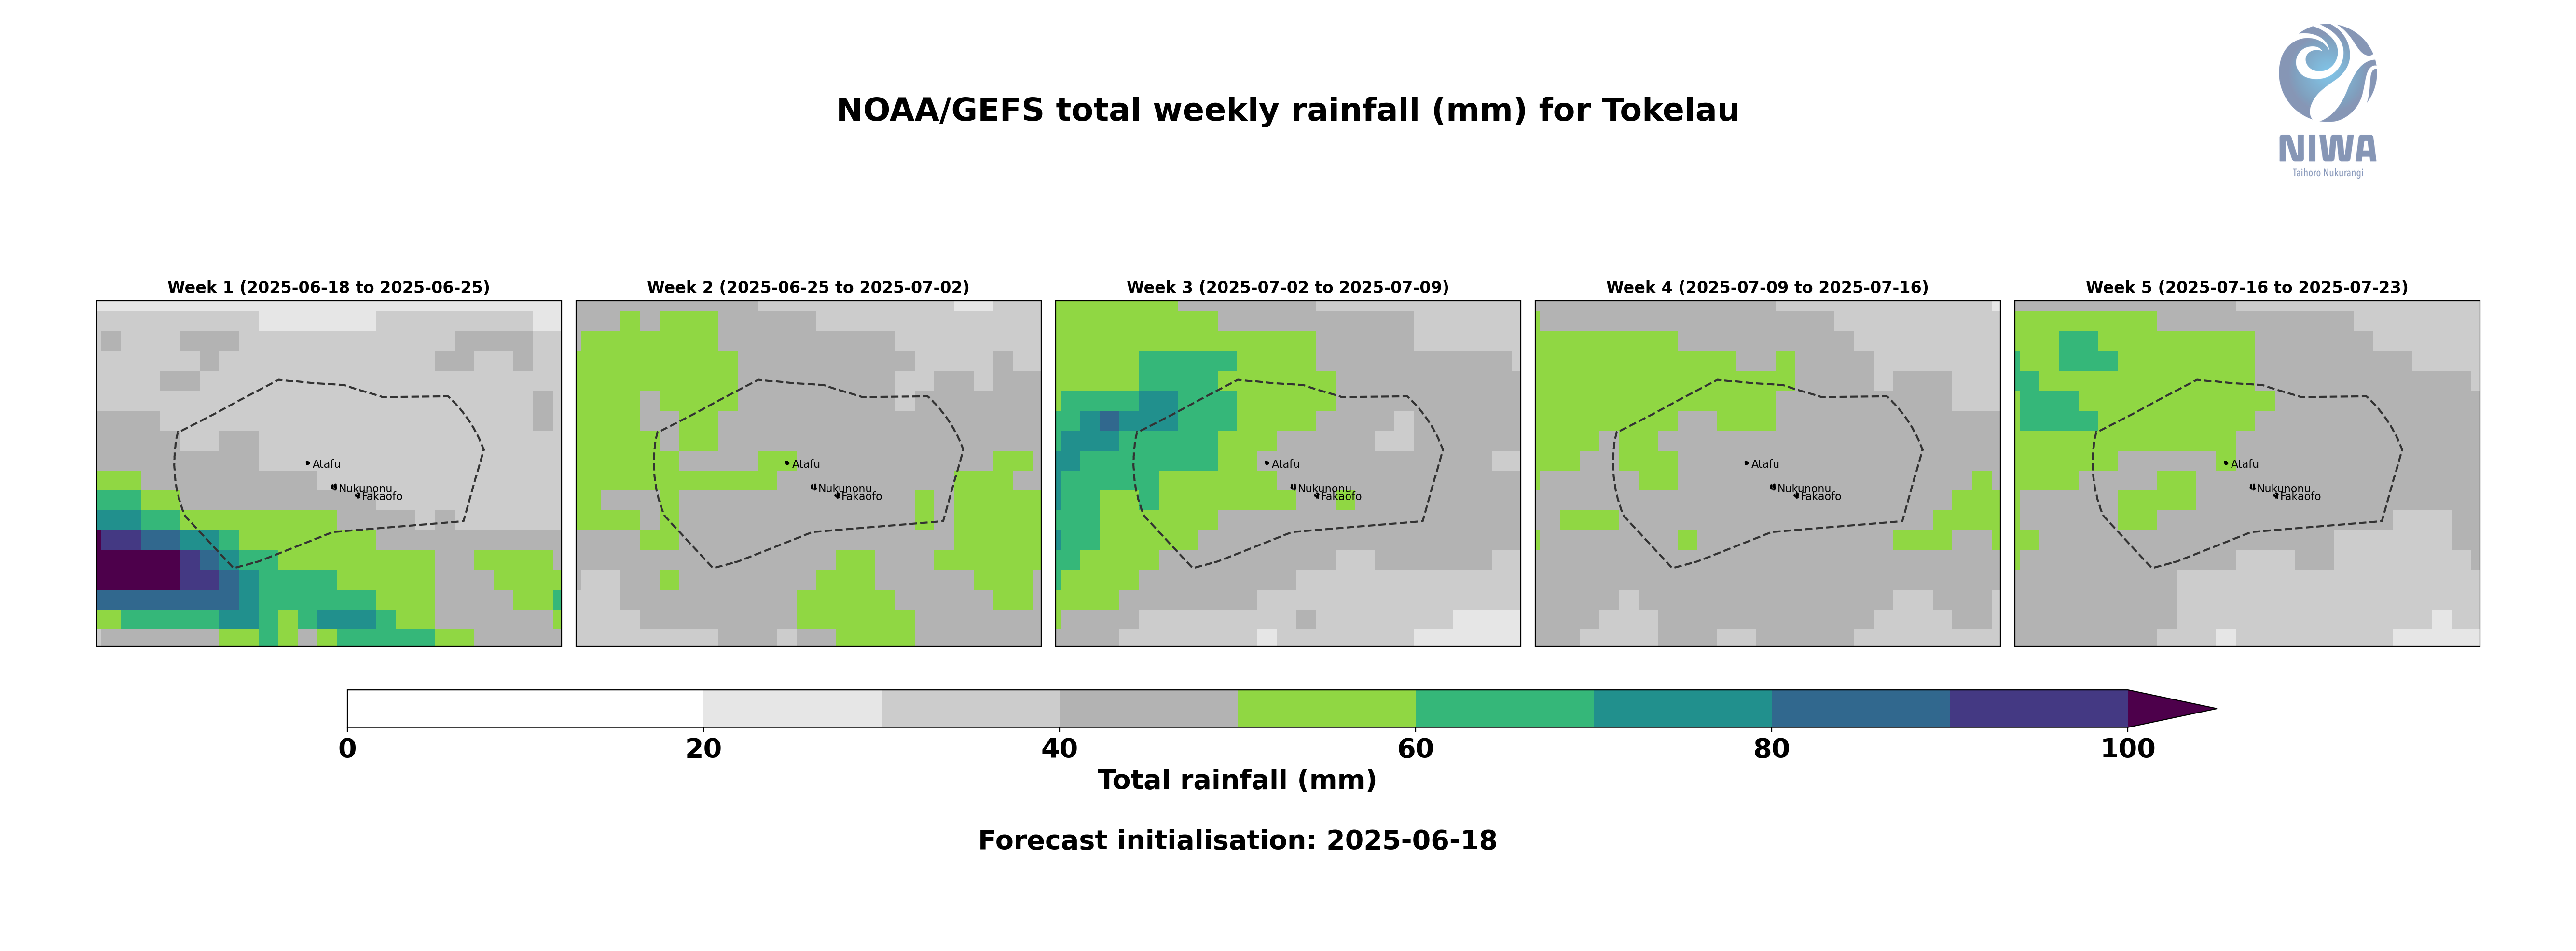 NOAA/GEFS total weekly rainfall (mm) for Tokelau
NIWA
Taihoro Nukurangi
Week 1 (2025-06-18 to 2025-06-25)
Week 2 (2025-06-25 to 2025-07-02)
Week 3 (2025-07-02 to 2025-07-09)
Week 4 (2025-07-09 to 2025-07-16)
Week 5 (2025-07-16 to 2025-07-23)
Atafu
Nukunonu
Fakaofo
Atafu
Nukunonu
Fakaofo
Atafu
Nukunonu
Fakaofo
Atafu
Nukunonu
Fakaofo
Atafu
Nukunonu
Fakaofo
0 20 40 60 80 100
Total rainfall (mm)
Forecast initialisation: 2025-06-18